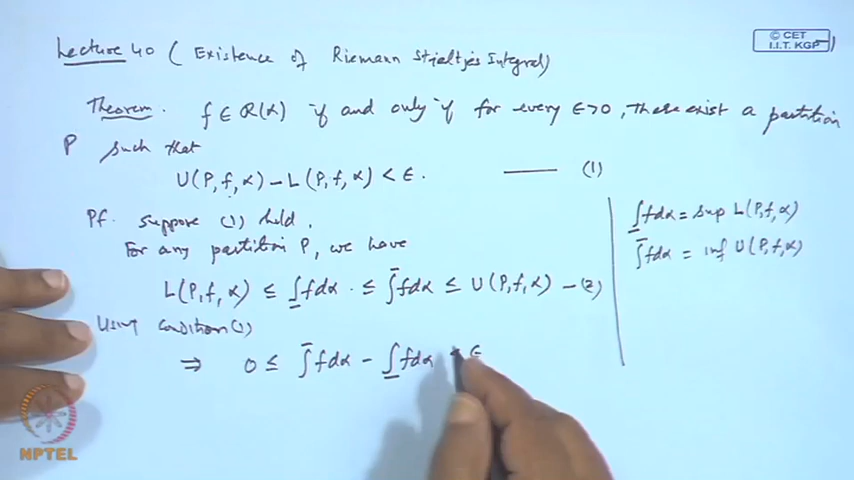 Lecture 40 ( Existence of Riemann Stieltjes Integral)
© CET
I.I.T. KGP
Theorem. f ∈ R(α) if and only if for every ϵ>0, There exist a partition
P such that
U(P,f,α) - L(P,f,α) < ϵ. —— (1)
Pf. Suppose (1) hold.
For any partition P, we have
L(P,f,α) ≤ ∫̲fdα . ≤ ∫̄fdα ≤ U(P,f,α) —(2)
Using condition(1)
⇒ 0 ≤ ∫̄fdα - ∫̲fdα ϵ
∫̲fdα = sup L(P,f,α)
∫̄fdα = inf U(P,f,α)
NPTEL